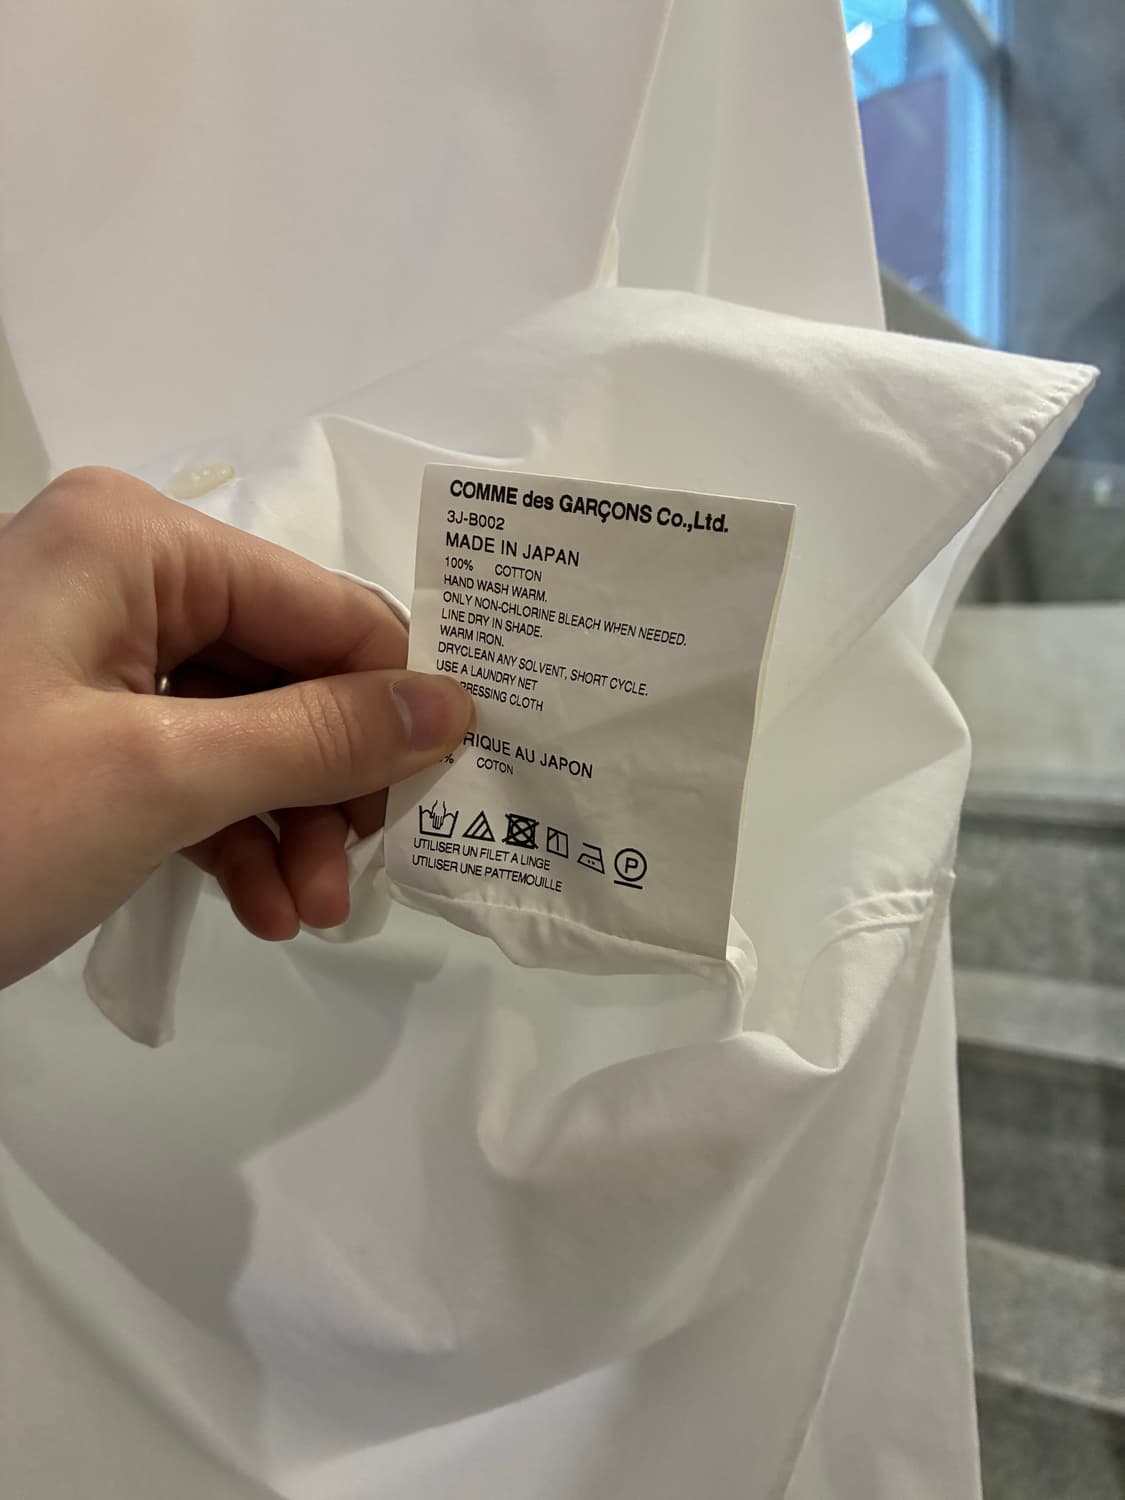 COMME des GARÇONS Co.,Ltd.
3J-B002
MADE IN JAPAN
100% COTTON
HAND WASH WARM.
ONLY NON-CHLORINE BLEACH WHEN NEEDED.
LINE DRY IN SHADE.
WARM IRON.
DRYCLEAN ANY SOLVENT, SHORT CYCLE.
USE A LAUNDRY NET
PRESSING CLOTH
RIQUE AU JAPON
% COTON
P
UTILISER UN FILET A LINGE
UTILISER UNE PATTEMOUILLE